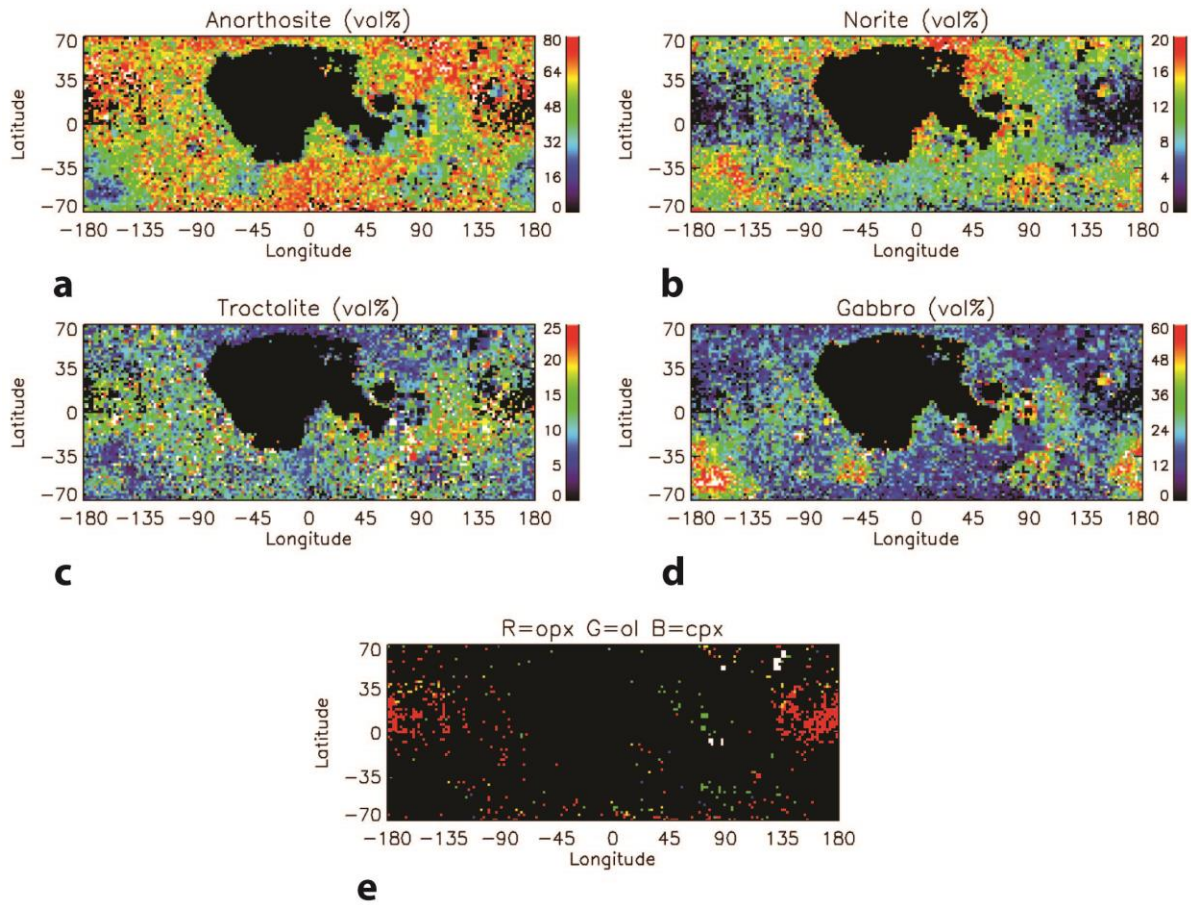 Anorthosite (vol%)
70
35
0
−35
−70
Latitude
−180 −135 −90 −45 0 45 90 135 180
Longitude
80
64
48
32
16
0
a
Norite (vol%)
70
35
0
−35
−70
Latitude
−180 −135 −90 −45 0 45 90 135 180
Longitude
20
16
12
8
4
0
b
Troctolite (vol%)
70
35
0
−35
−70
Latitude
−180 −135 −90 −45 0 45 90 135 180
Longitude
25
20
15
10
5
0
c
Gabbro (vol%)
70
35
0
−35
−70
Latitude
−180 −135 −90 −45 0 45 90 135 180
Longitude
60
48
36
24
12
0
d
R=opx G=ol B=cpx
70
35
0
−35
−70
Latitude
−180 −135 −90 −45 0 45 90 135 180
Longitude
e